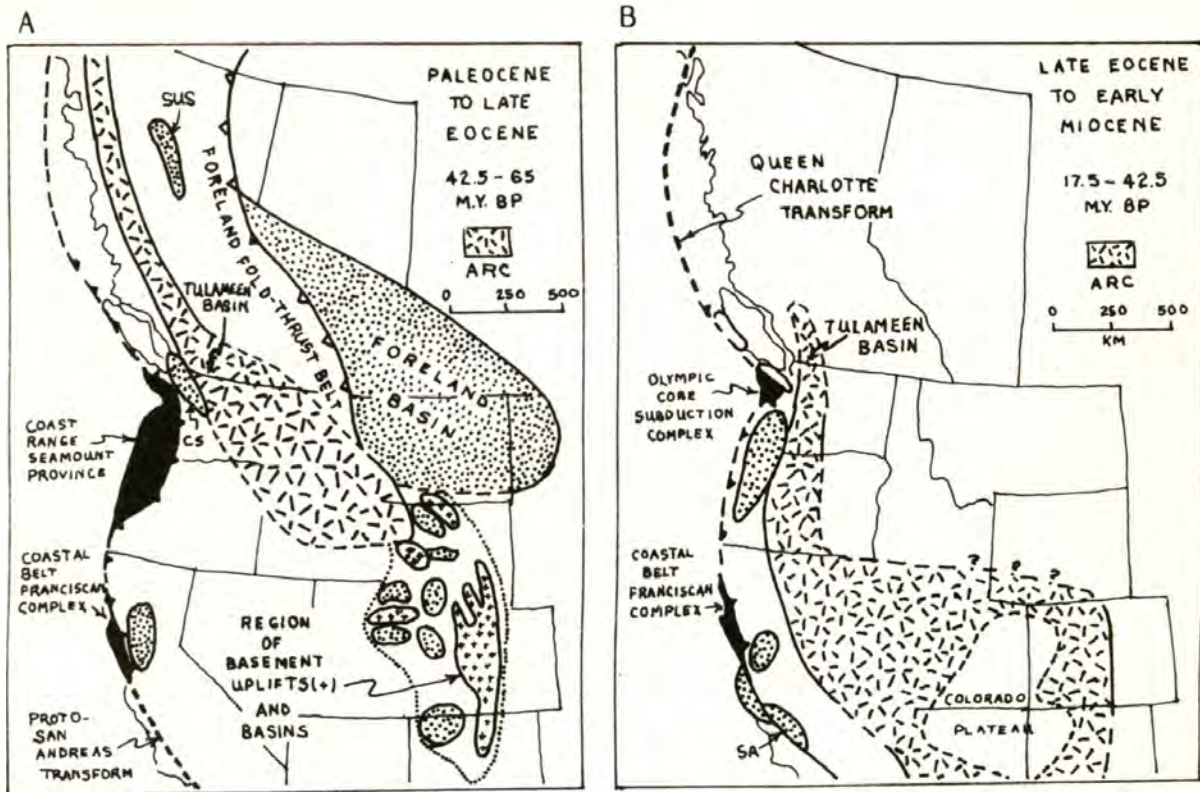 A
PALEOCENE
TO LATE
EOCENE
42.5 - 65
M.Y. BP
ARC
0 250 500
SUS
FORELAND FOLD-THRUST BELT
TULAMEEN
BASIN
FORELAND
BASIN
COAST
RANGE
SEAMOUNT
PROVINCE
CS
COASTAL
BELT
FRANCISCAN
COMPLEX
REGION
OF
BASEMENT
UPLIFTS(+)
AND
BASINS
PROTO-
SAN
ANDREAS
TRANSFORM
B
LATE EOCENE
TO EARLY
MIOCENE
17.5 - 42.5
M.Y. BP
ARC
0 250 500
KM
QUEEN
CHARLOTTE
TRANSFORM
TULAMEEN
BASIN
OLYMPIC
CORE
SUBDUCTION
COMPLEX
COASTAL
BELT
FRANCISCAN
COMPLEX
? ? ?
COLORADO
PLATEAU
SA